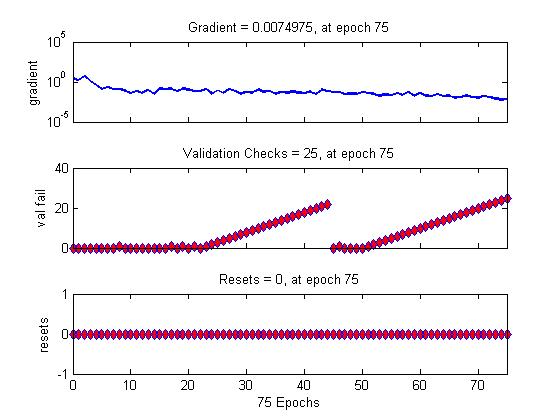 Gradient = 0.0074975, at epoch 75
10^5
10^0
10^-5
gradient
Validation Checks = 25, at epoch 75
40
20
0
val fail
Resets = 0, at epoch 75
1
0
-1
resets
0 10 20 30 40 50 60 70
75 Epochs